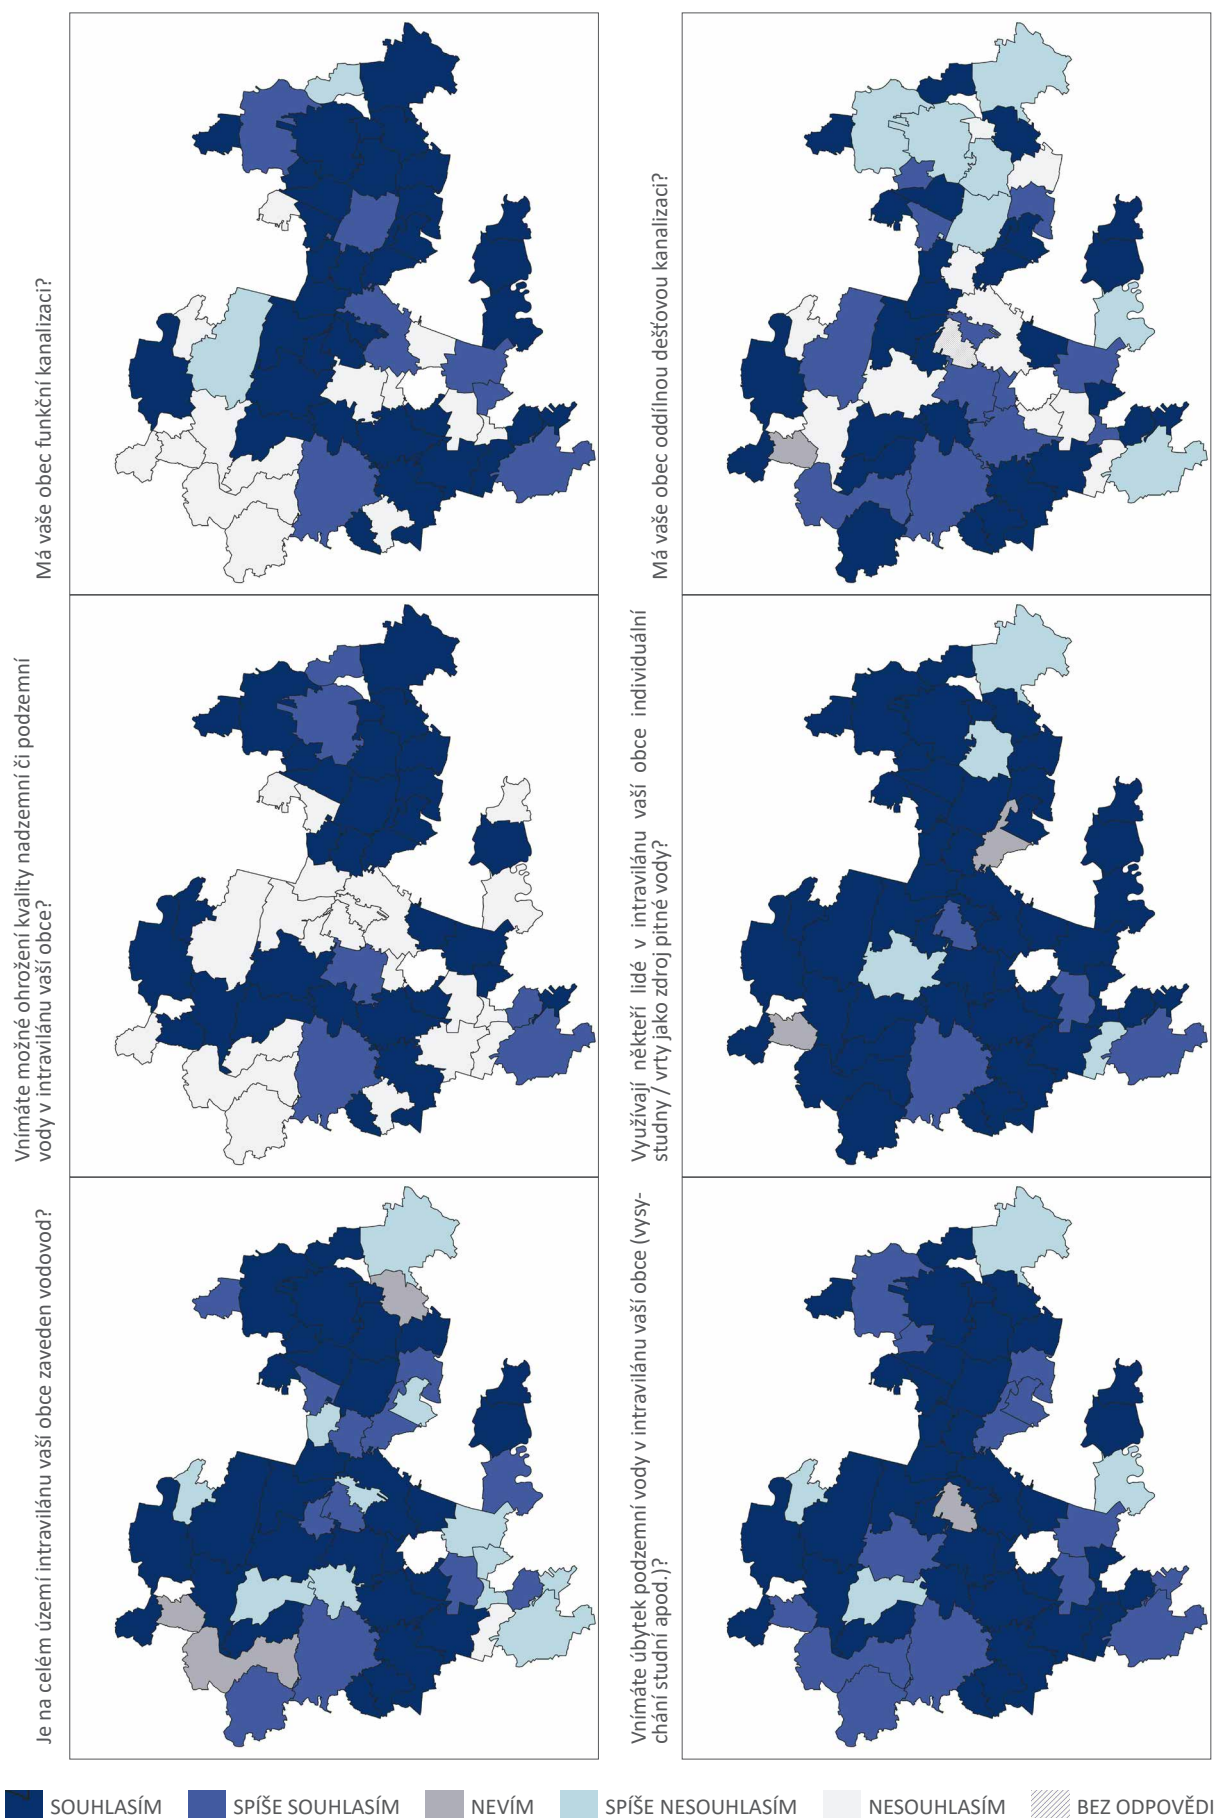 Má vaše obec funkční kanalizaci?
Má vaše obec oddílnou dešťovou kanalizaci?
Vnímáte možné ohrožení kvality nadzemní či podzemní
vody v intravilánu vaší obce?
Využívají někteří lidé v intravilánu vaší obce individuální
studny / vrty jako zdroj pitné vody?
Je na celém území intravilánu vaší obce zaveden vodovod?
Vnímáte úbytek podzemní vody v intravilánu vaší obce (vysy-
chání studní apod.)?
SOUHLASÍM
SPÍŠE SOUHLASÍM
NEVÍM
SPÍŠE NESOUHLASÍM
NESOUHLASÍM
BEZ ODPOVĚDI